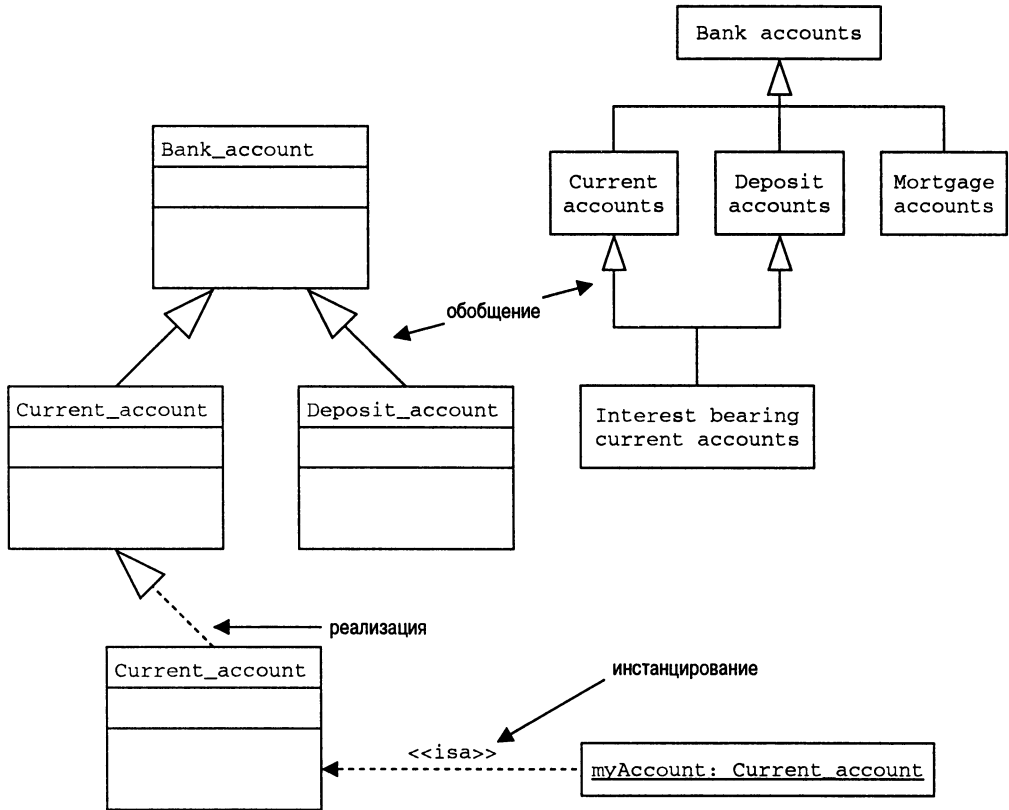 Bank accounts
Bank_account
Current
accounts
Deposit
accounts
Mortgage
accounts
обобщение
Current_account
Deposit_account
Interest bearing
current accounts
реализация
Current_account
инстанцирование
<<isa>>
myAccount: Current_account